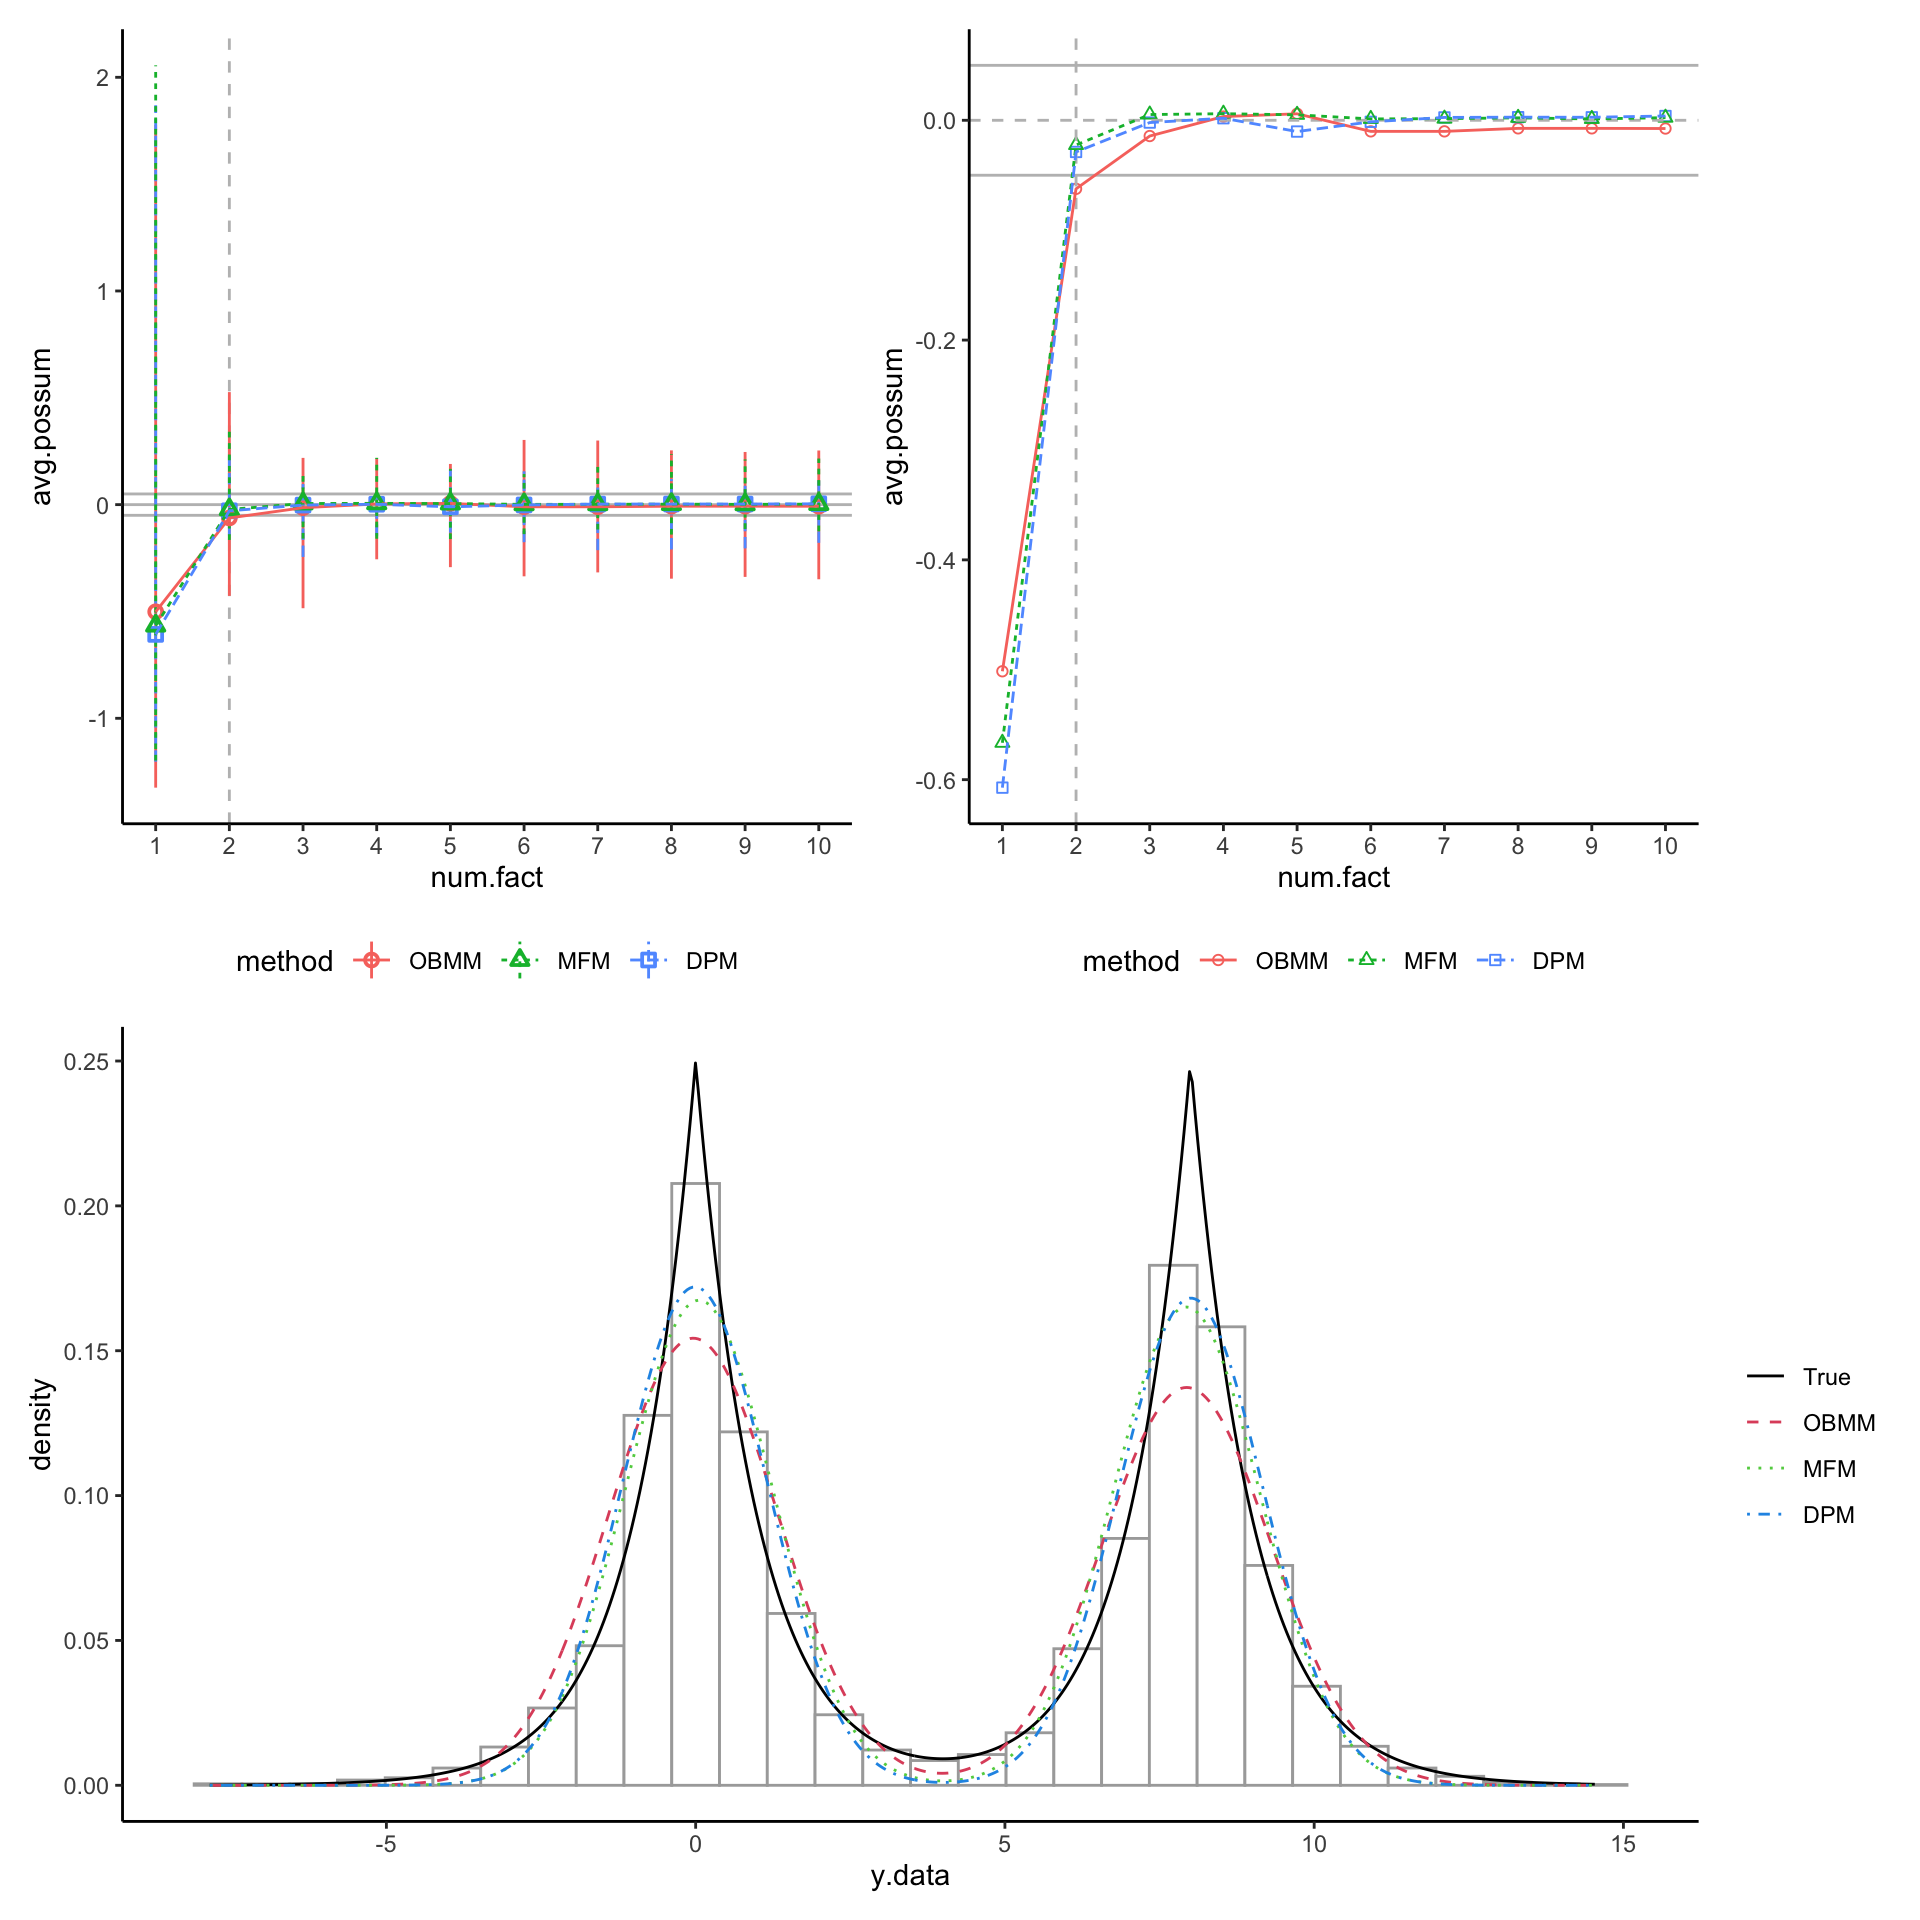 avg.possum
2
1
0
-1
1 2 3 4 5 6 7 8 9 10
num.fact
method OBMM MFM DPM
avg.possum
0.0
-0.2
-0.4
-0.6
1 2 3 4 5 6 7 8 9 10
num.fact
method OBMM MFM DPM
density
0.25
0.20
0.15
0.10
0.05
0.00
-5 0 5 10 15
y.data
True
OBMM
MFM
DPM